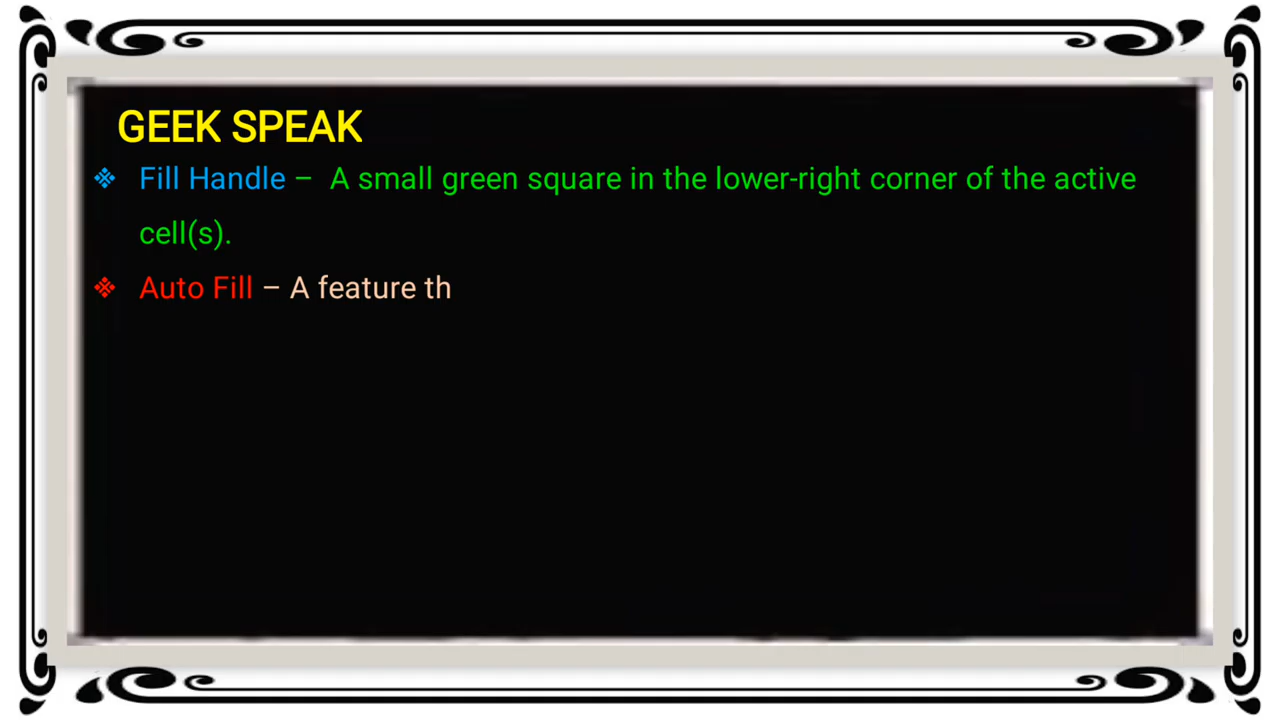 GEEK SPEAK
❖ Fill Handle – A small green square in the lower-right corner of the active
cell(s).
❖ Auto Fill – A feature th